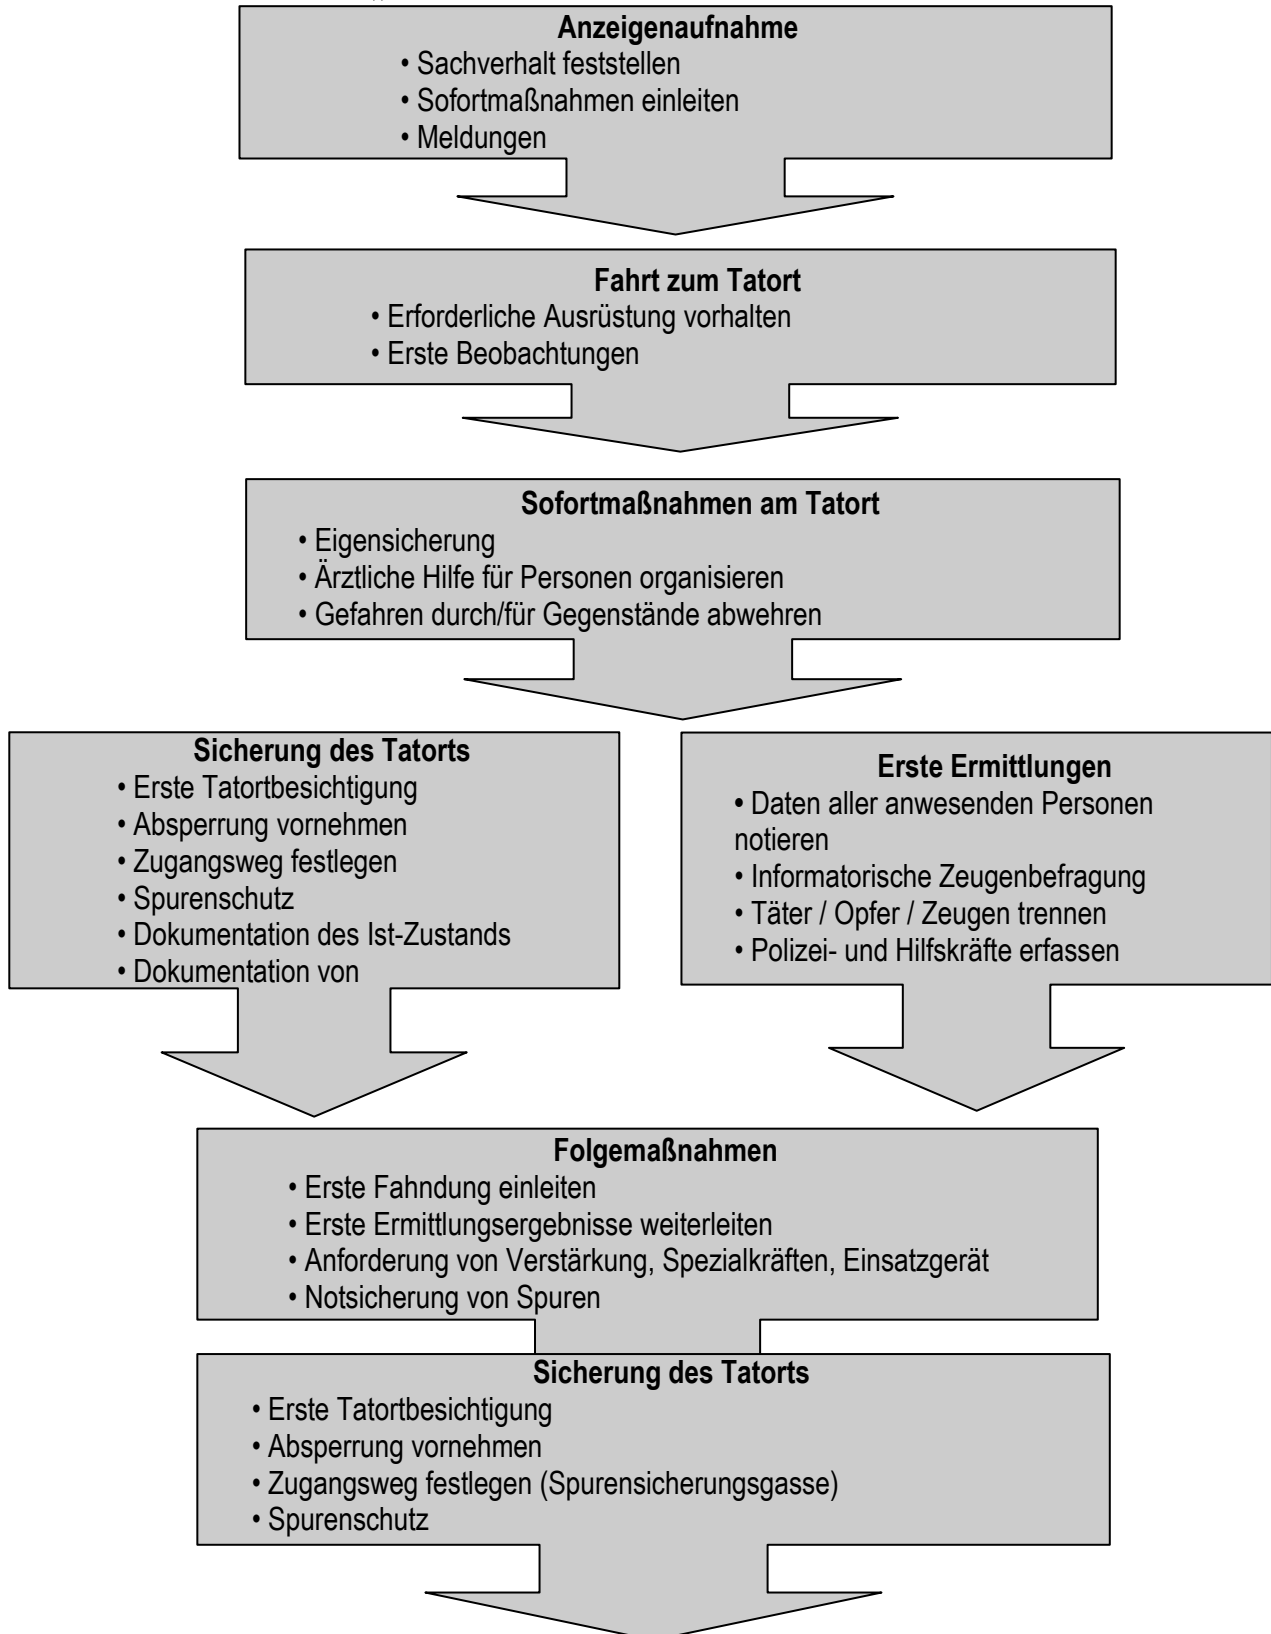 Anzeigenaufnahme
• Sachverhalt feststellen
• Sofortmaßnahmen einleiten
• Meldungen
Fahrt zum Tatort
• Erforderliche Ausrüstung vorhalten
• Erste Beobachtungen
Sofortmaßnahmen am Tatort
• Eigensicherung
• Ärztliche Hilfe für Personen organisieren
• Gefahren durch/für Gegenstände abwehren
Sicherung des Tatorts
• Erste Tatortbesichtigung
• Absperrung vornehmen
• Zugangsweg festlegen
• Spurenschutz
• Dokumentation des Ist-Zustands
• Dokumentation von
Erste Ermittlungen
• Daten aller anwesenden Personen
notieren
• Informatorische Zeugenbefragung
• Täter / Opfer / Zeugen trennen
• Polizei- und Hilfskräfte erfassen
Folgemaßnahmen
• Erste Fahndung einleiten
• Erste Ermittlungsergebnisse weiterleiten
• Anforderung von Verstärkung, Spezialkräften, Einsatzgerät
• Notsicherung von Spuren
Sicherung des Tatorts
• Erste Tatortbesichtigung
• Absperrung vornehmen
• Zugangsweg festlegen (Spurensicherungsgasse)
• Spurenschutz